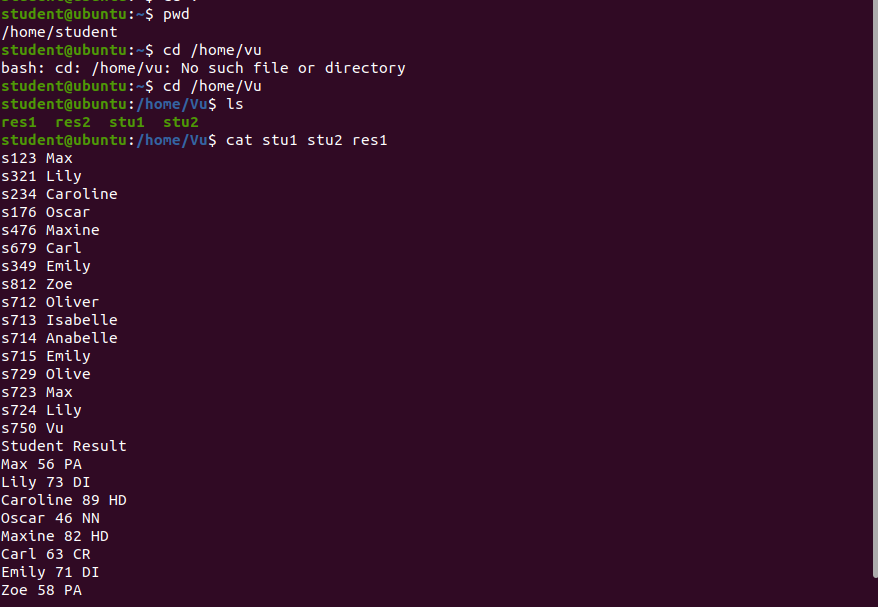 student@ubuntu:~$ pwd
/home/student
student@ubuntu:~$ cd /home/vu
bash: cd: /home/vu: No such file or directory
student@ubuntu:~$ cd /home/Vu
student@ubuntu:/home/Vu$ ls
res1  res2  stu1  stu2
student@ubuntu:/home/Vu$ cat stu1 stu2 res1
s123 Max
s321 Lily
s234 Caroline
s176 Oscar
s476 Maxine
s679 Carl
s349 Emily
s812 Zoe
s712 Oliver
s713 Isabelle
s714 Anabelle
s715 Emily
s729 Olive
s723 Max
s724 Lily
s750 Vu
Student Result
Max 56 PA
Lily 73 DI
Caroline 89 HD
Oscar 46 NN
Maxine 82 HD
Carl 63 CR
Emily 71 DI
Zoe 58 PA